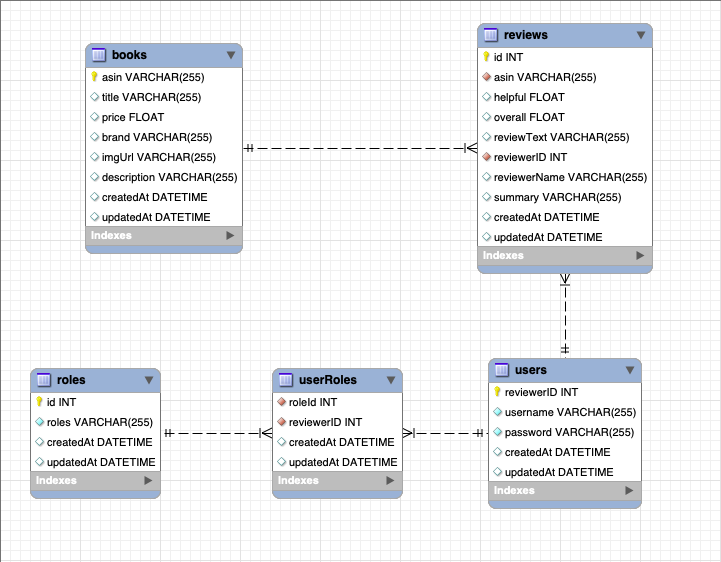 books
asin VARCHAR(255)
title VARCHAR(255)
price FLOAT
brand VARCHAR(255)
imgUrl VARCHAR(255)
description VARCHAR(255)
createdAt DATETIME
updatedAt DATETIME
Indexes
reviews
id INT
asin VARCHAR(255)
helpful FLOAT
overall FLOAT
reviewText VARCHAR(255)
reviewerID INT
reviewerName VARCHAR(255)
summary VARCHAR(255)
createdAt DATETIME
updatedAt DATETIME
Indexes
roles
id INT
roles VARCHAR(255)
createdAt DATETIME
updatedAt DATETIME
Indexes
userRoles
roleId INT
reviewerID INT
createdAt DATETIME
updatedAt DATETIME
Indexes
users
reviewerID INT
username VARCHAR(255)
password VARCHAR(255)
createdAt DATETIME
updatedAt DATETIME
Indexes